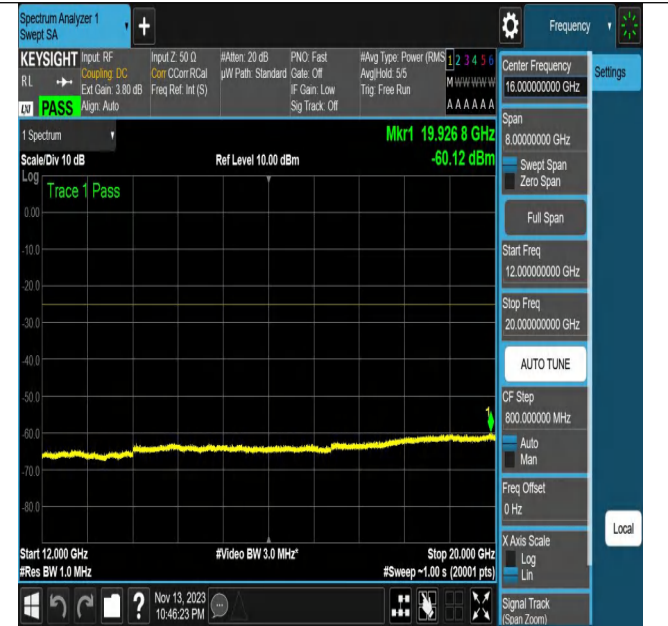 Spectrum Analyzer 1
Swept SA
+
Frequency
KEYSIGHT
RL
LXI
PASS
Input: RF
Coupling: DC
Ext Gain: 3.80 dB
Align: Auto
Input Z: 50 Ω
Corr CCorr RCal
Freq Ref: Int (S)
#Atten: 20 dB
µW Path: Standard
PNO: Fast
Gate: Off
IF Gain: Low
Sig Track: Off
#Avg Type: Power (RMS
Avg|Hold: 5/5
Trig: Free Run
1 2 3 4 5 6
M W W W W W
A A A A A A
1 Spectrum
Scale/Div 10 dB
Ref Level 10.00 dBm
Mkr1 19.926 8 GHz
-60.12 dBm
Log
Trace 1 Pass
0.00
-10.0
-20.0
-30.0
-40.0
-50.0
-60.0
-70.0
-80.0
1
Start 12.000 GHz
#Video BW 3.0 MHz*
Stop 20.000 GHz
#Res BW 1.0 MHz
#Sweep ~1.00 s (20001 pts)
Center Frequency
16.000000000 GHz
Settings
Span
8.00000000 GHz
Swept Span
Zero Span
Full Span
Start Freq
12.000000000 GHz
Stop Freq
20.000000000 GHz
AUTO TUNE
CF Step
800.000000 MHz
Auto
Man
Freq Offset
0 Hz
X Axis Scale
Log
Lin
Local
Signal Track
(Span Zoom)
?
Nov 13, 2023
10:46:23 PM